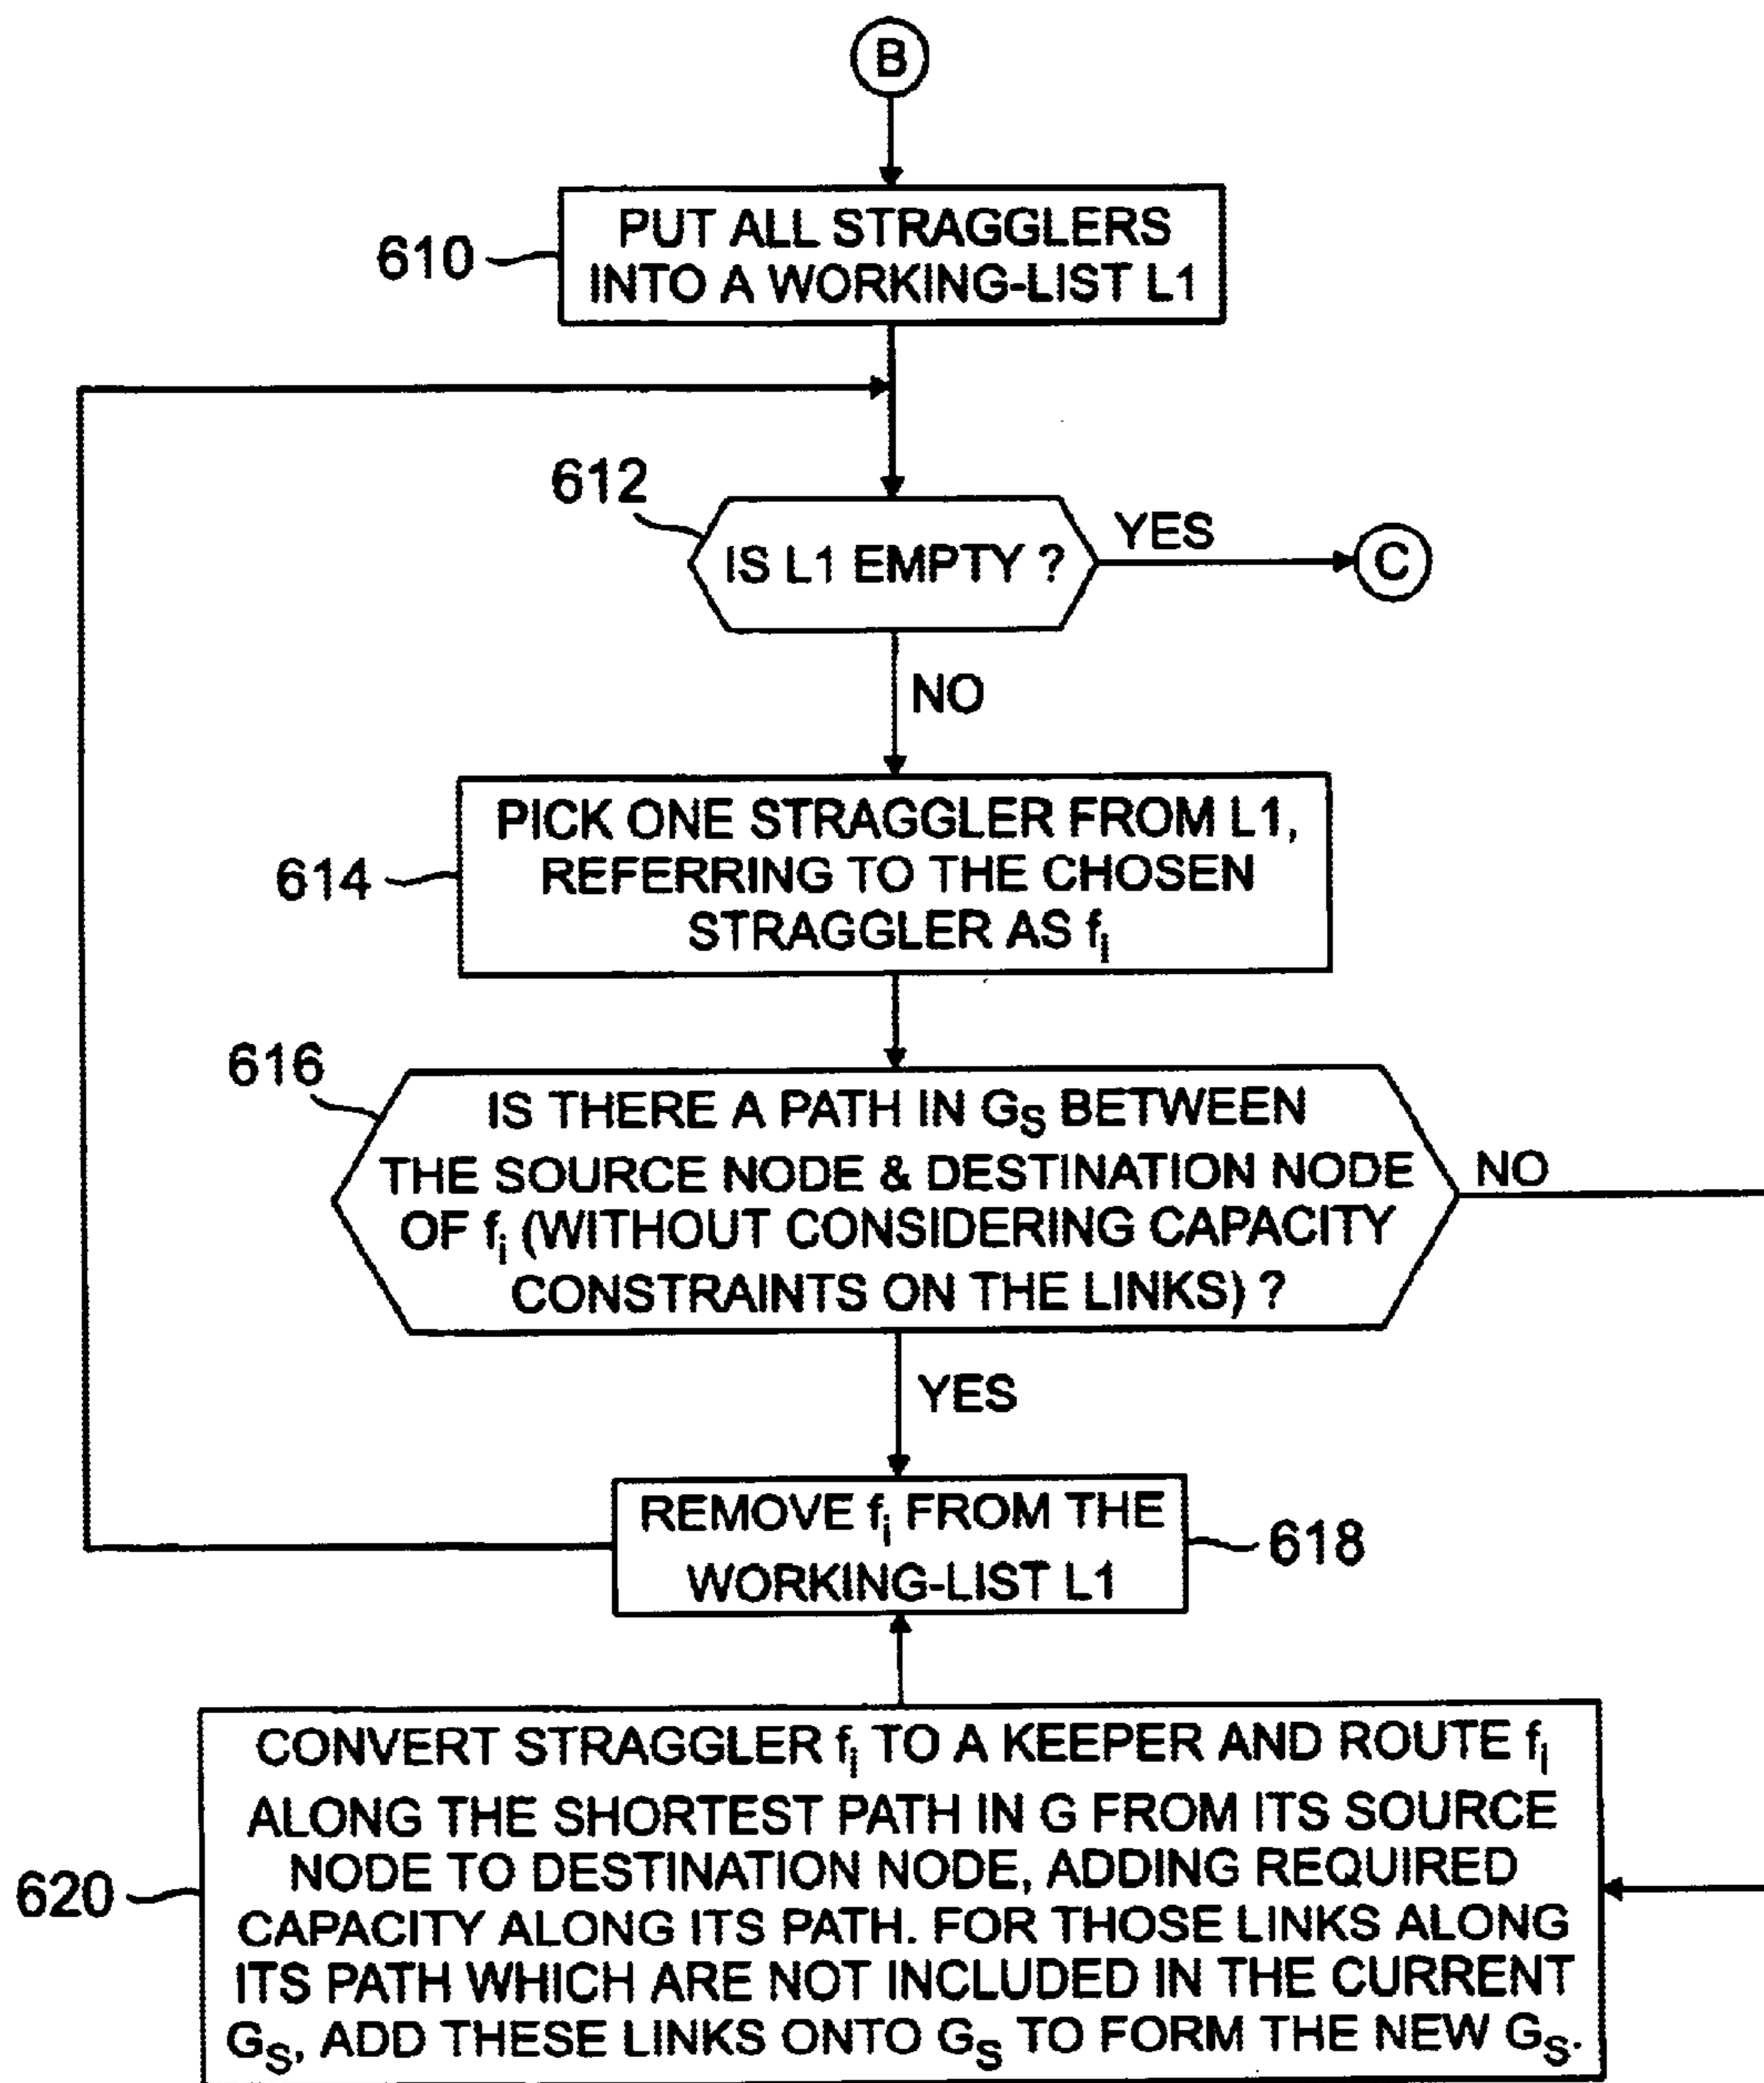 B
610
PUT ALL STRAGGLERS
INTO A WORKING-LIST L1
612
IS L1 EMPTY ?
YES
C
NO
614
PICK ONE STRAGGLER FROM L1,
REFERRING TO THE CHOSEN
STRAGGLER AS fi
616
IS THERE A PATH IN GS BETWEEN
THE SOURCE NODE & DESTINATION NODE
OF fi (WITHOUT CONSIDERING CAPACITY
CONSTRAINTS ON THE LINKS) ?
NO
YES
REMOVE fi FROM THE
WORKING-LIST L1
618
620
CONVERT STRAGGLER fi TO A KEEPER AND ROUTE fi
ALONG THE SHORTEST PATH IN G FROM ITS SOURCE
NODE TO DESTINATION NODE, ADDING REQUIRED
CAPACITY ALONG ITS PATH. FOR THOSE LINKS ALONG
ITS PATH WHICH ARE NOT INCLUDED IN THE CURRENT
GS, ADD THESE LINKS ONTO GS TO FORM THE NEW GS.